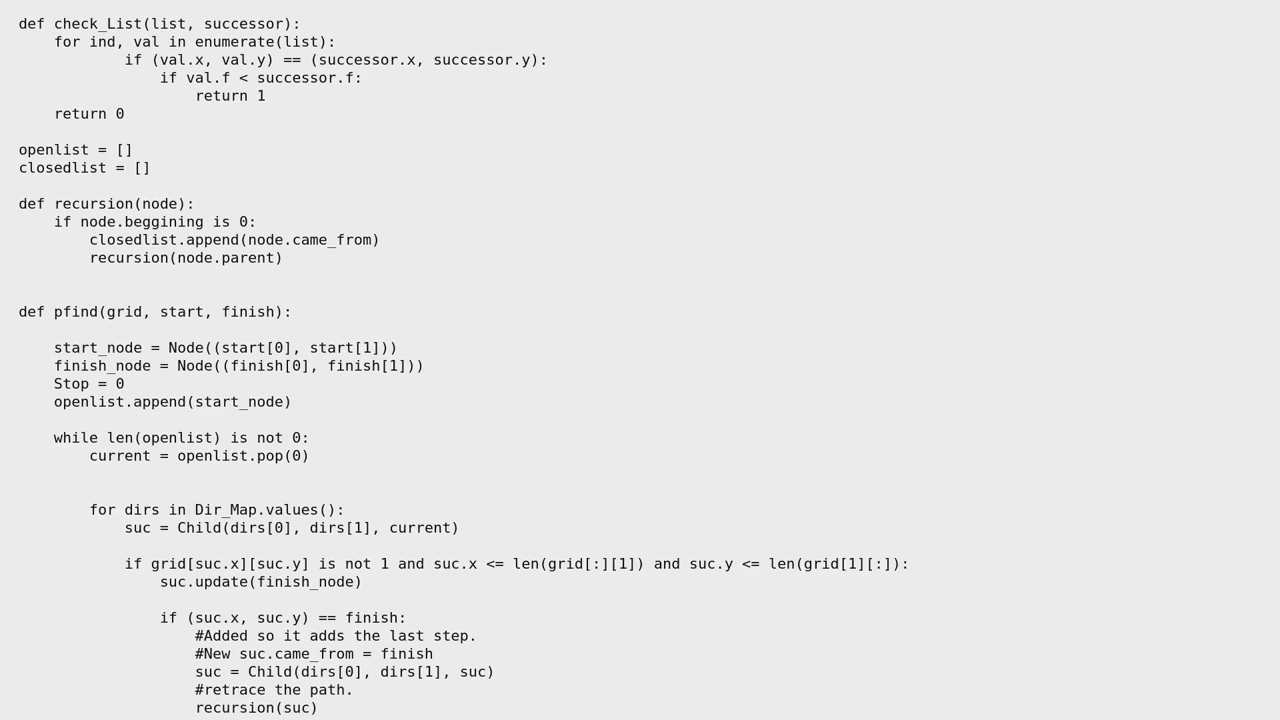 def check_List(list, successor):
    for ind, val in enumerate(list):
            if (val.x, val.y) == (successor.x, successor.y):
                if val.f < successor.f:
                    return 1
    return 0

openlist = []
closedlist = []

def recursion(node):
    if node.beggining is 0:
        closedlist.append(node.came_from)
        recursion(node.parent)


def pfind(grid, start, finish):

    start_node = Node((start[0], start[1]))
    finish_node = Node((finish[0], finish[1]))
    Stop = 0
    openlist.append(start_node)

    while len(openlist) is not 0:
        current = openlist.pop(0)


        for dirs in Dir_Map.values():
            suc = Child(dirs[0], dirs[1], current)

            if grid[suc.x][suc.y] is not 1 and suc.x <= len(grid[:][1]) and suc.y <= len(grid[1][:]):
                suc.update(finish_node)

                if (suc.x, suc.y) == finish:
                    #Added so it adds the last step.
                    #New suc.came_from = finish
                    suc = Child(dirs[0], dirs[1], suc)
                    #retrace the path.
                    recursion(suc)